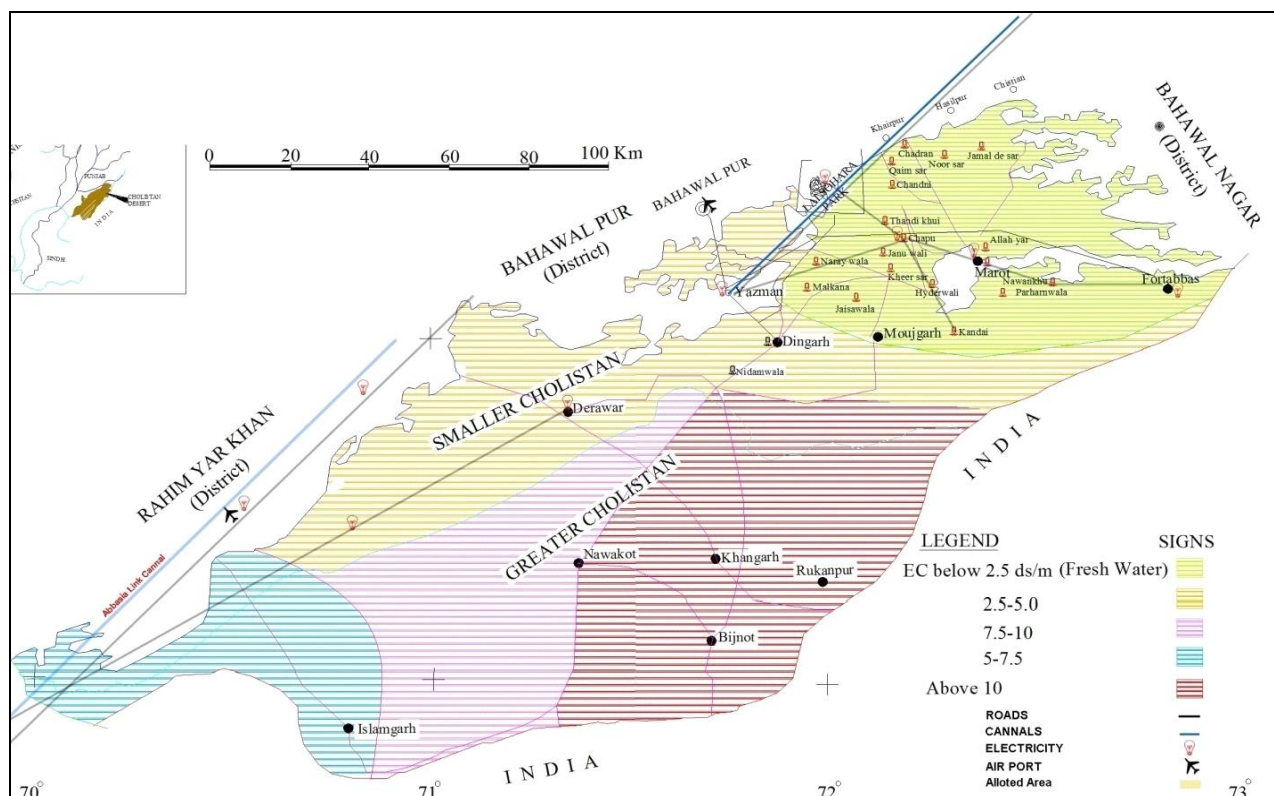 0 20 40 60 80 100 Km
PUNJAB
CHOLISTAN
DESERT
INDIA
SINDH
Chistian
Hasilpur
Khairpur
BAHAWAL NAGAR
(District)
Chadran
Noor sar
Jamal de sar
Qaim sar
Chandni
LALSOHARA
PARK
BAHAWAL PUR
BAHAWAL PUR
(District)
Thandi khui
Chapu
Allah yar
Janu wali
Naray wala
Kheer sar
Marot
Malkana
Hyderwali
Nawankhu
Parharnwala
Fortabbas
Yazman
Jaisawala
Kandai
Dingarh
Moujgarh
Nidamwala
SMALLER CHOLISTAN
Derawar
RAHIM YAR KHAN
(District)
INDIA
GREATER CHOLISTAN
Abbasia Link Cannal
Nawakot
Khangarh
Rukanpur
Bijnot
Islamgarh
INDIA
LEGEND SIGNS
EC below 2.5 ds/m (Fresh Water)
2.5-5.0
7.5-10
5-7.5
Above 10
ROADS
CANNALS
ELECTRICITY
AIR PORT
Alloted Area
70° 71° 72° 73°